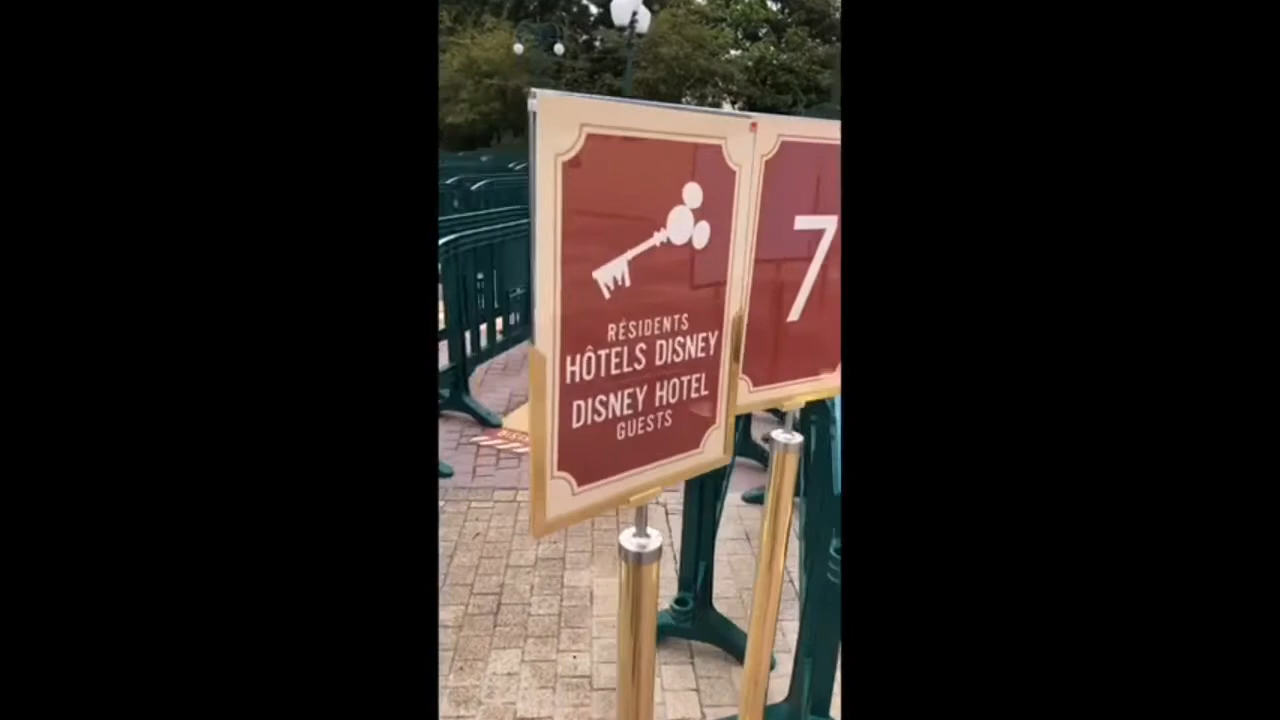 RÉSIDENTS
HÔTELS DISNEY
DISNEY HOTEL
GUESTS
7